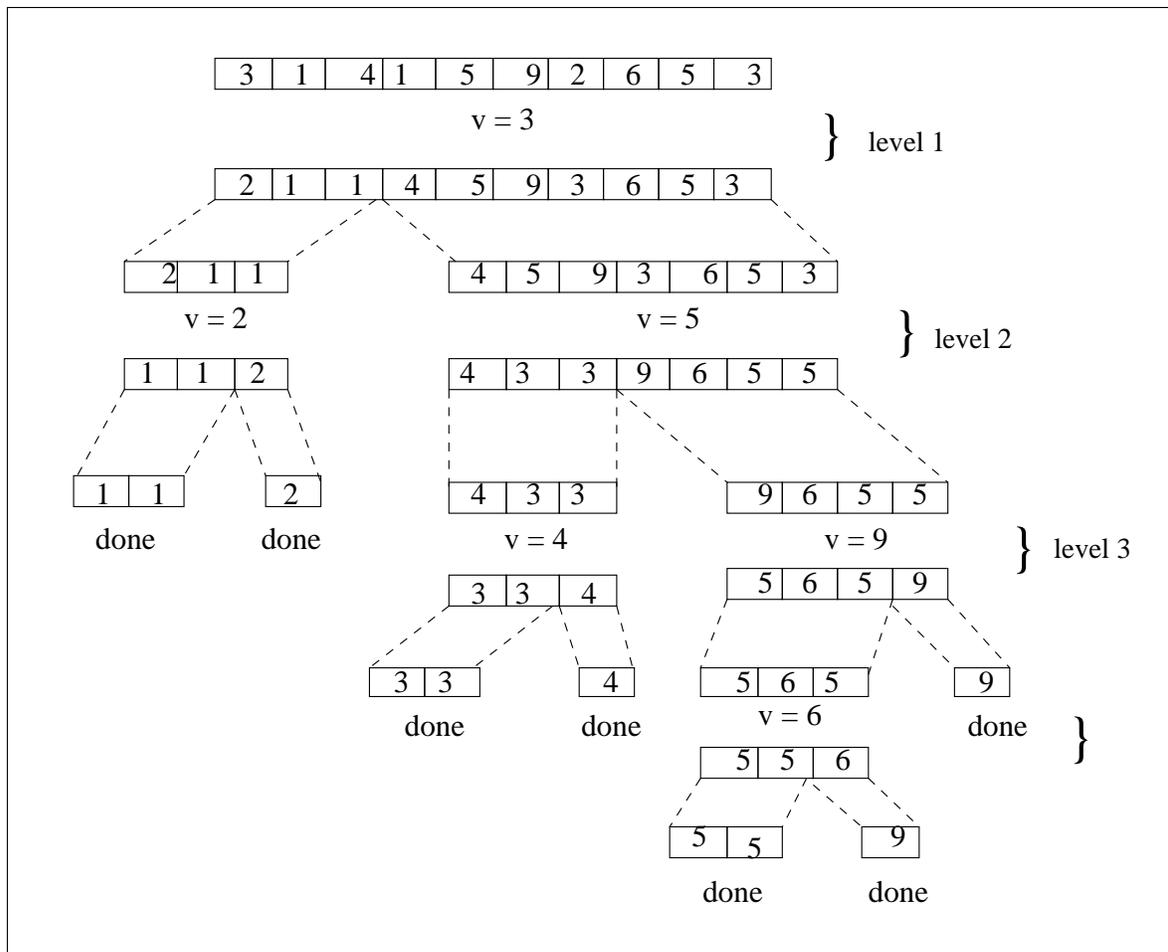 3 1 4 1 5 9 2 6 5 3
v = 3
} level 1
2 1 1 4 5 9 3 6 5 3
2 1 1 4 5 9 3 6 5 3
v = 2 v = 5
} level 2
1 1 2 4 3 3 9 6 5 5
1 1 2 4 3 3 9 6 5 5
done done v = 4 v = 9
} level 3
3 3 4 5 6 5 9
3 3 4 5 6 5 9
v = 6
done done done
}
5 5 6
5 5 9
done done